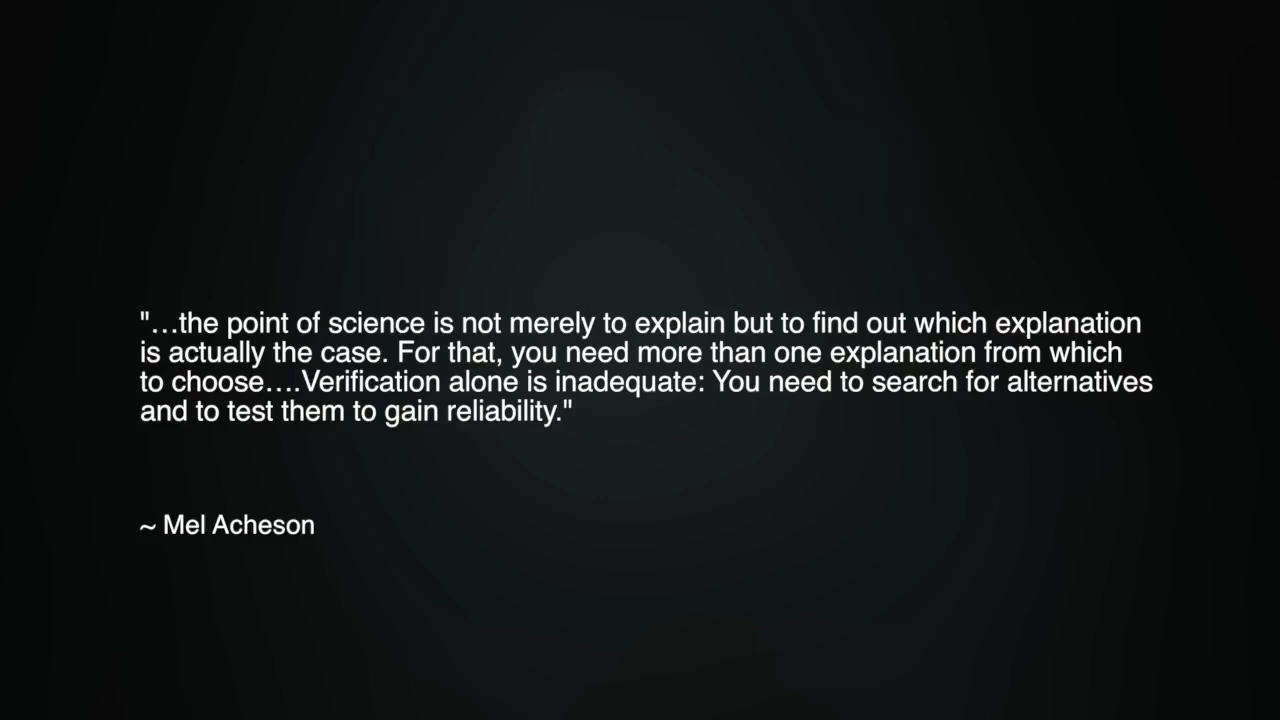 "…the point of science is not merely to explain but to find out which explanation
is actually the case. For that, you need more than one explanation from which
to choose….Verification alone is inadequate: You need to search for alternatives
and to test them to gain reliability."
~ Mel Acheson